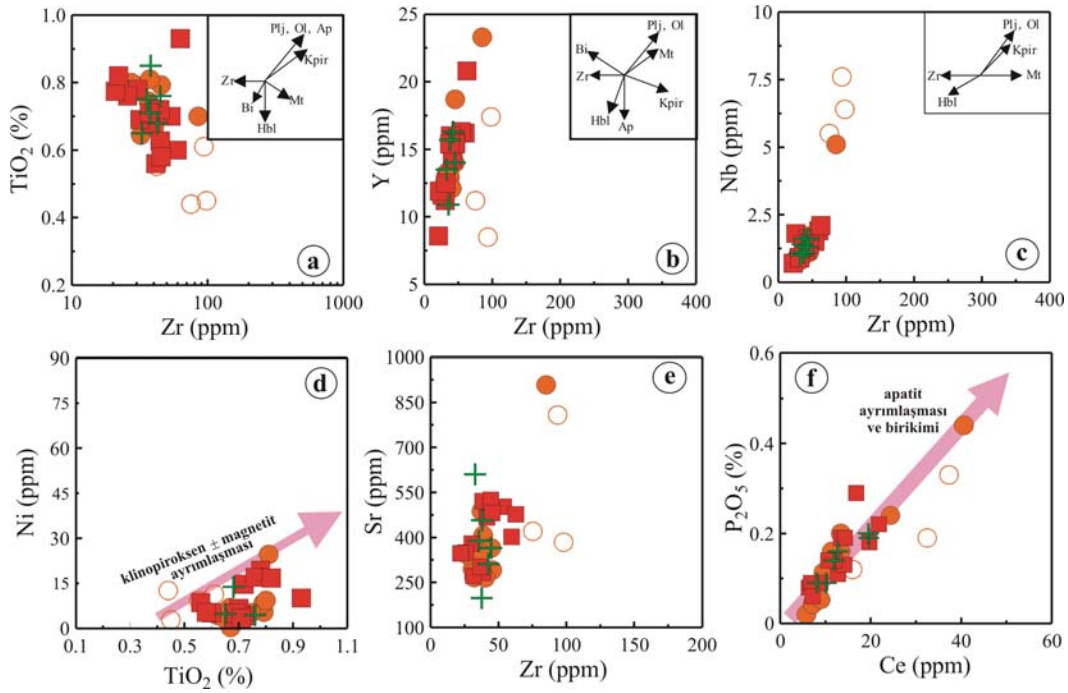 1.0
0.8
0.6
0.4
0.2
TiO2 (%)
10
100
1000
Zr (ppm)
Plj, Ol, Ap
Kpir
Zr
Bi
Mt
Hbl
a
25
20
15
10
5
Y (ppm)
0
100
200
300
400
Zr (ppm)
Plj, Ol
Bi
Mt
Zr
Kpir
Hbl
Ap
b
10
7.5
5
2.5
0
Nb (ppm)
0
100
200
300
400
Zr (ppm)
Plj, Ol
Kpir
Zr
Mt
Hbl
c
90
75
60
45
30
15
0
Ni (ppm)
0.1
0.3
0.5
0.7
0.9
1.1
TiO2 (%)
klinopiroksen ± magnetit
ayrımlaşması
d
1000
850
700
550
400
250
100
Sr (ppm)
0
50
100
150
200
Zr (ppm)
e
0.6
0.4
0.2
0
P2O5 (%)
0
20
40
60
Ce (ppm)
apatit
ayrımlaşması
ve birikimi
f